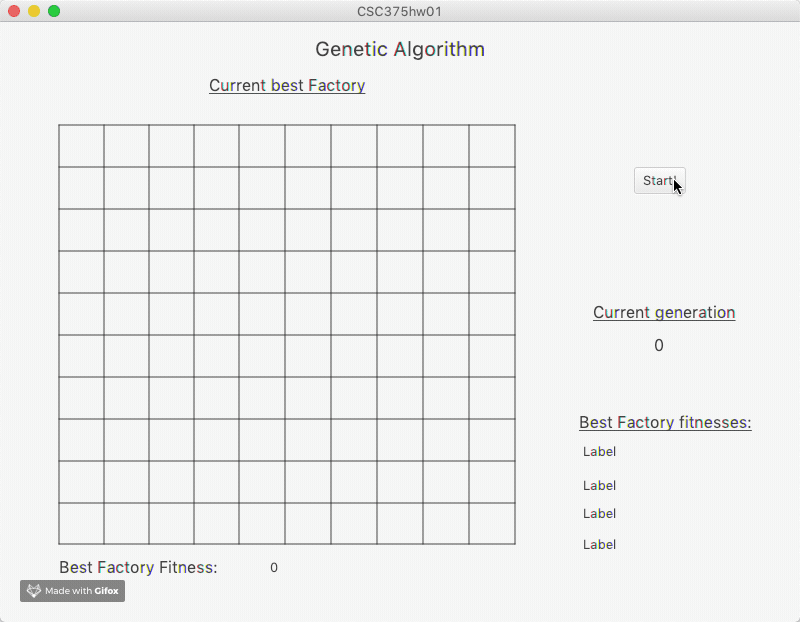 CSC375hw01
Genetic Algorithm
Current best Factory
Start!
Current generation
0
Best Factory fitnesses:
Label
Label
Label
Label
Best Factory Fitness: 0
Made with Gifox